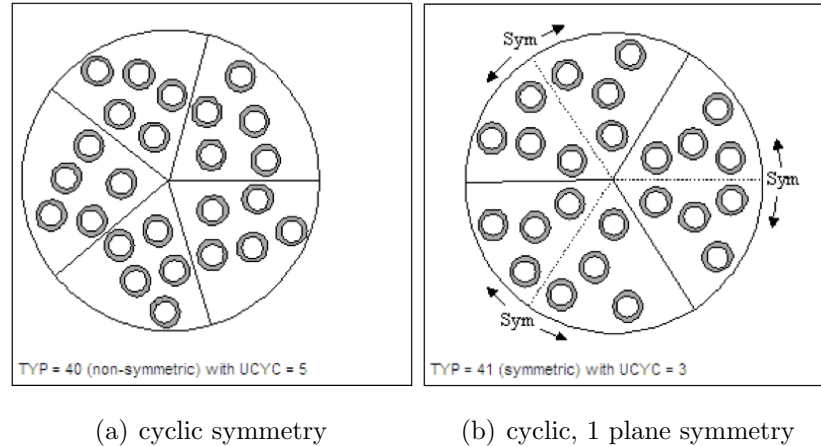 Sym
Sym
Sym
TYP = 40 (non-symmetric) with UCYC = 5
TYP = 41 (symmetric) with UCYC = 3
(a) cyclic symmetry
(b) cyclic, 1 plane symmetry